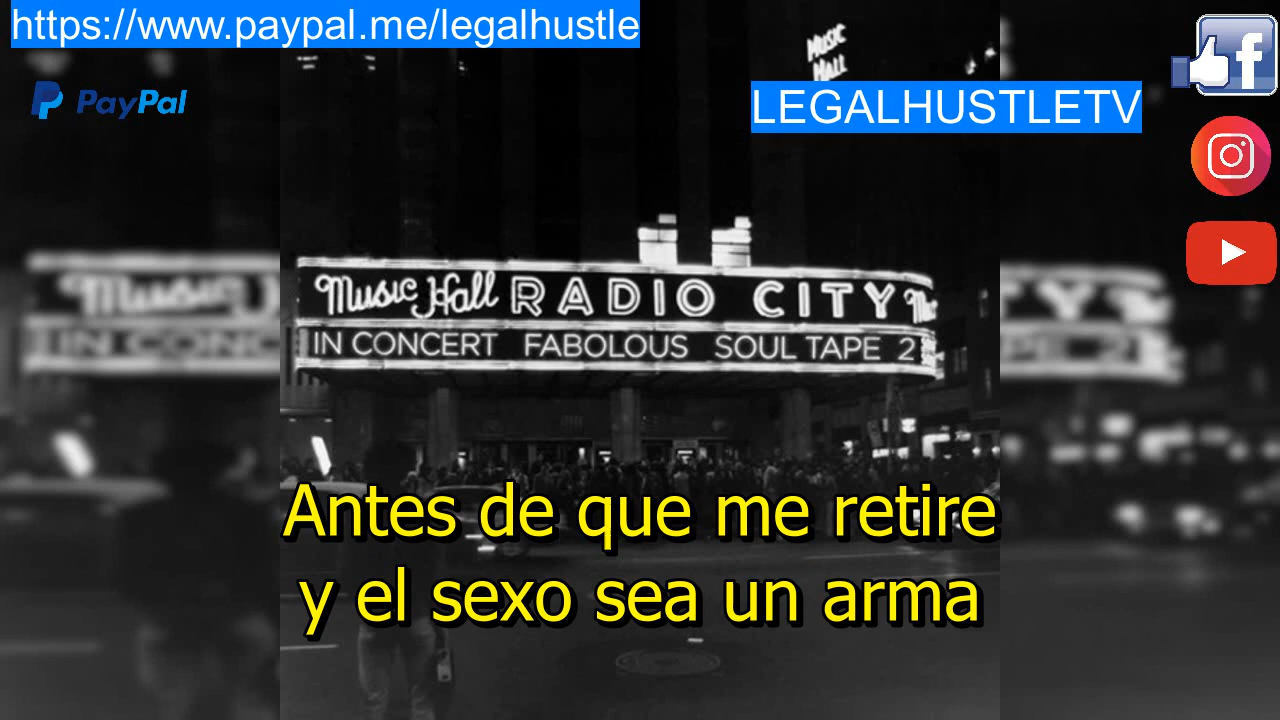 https://www.paypal.me/legalhustle
PayPal
MUSIC
HALL
LEGALHUSTLETV
Music Hall RADIO CITY
IN CONCERT FABOLOUS SOUL TAPE 2
Antes de que me retire
y el sexo sea un arma